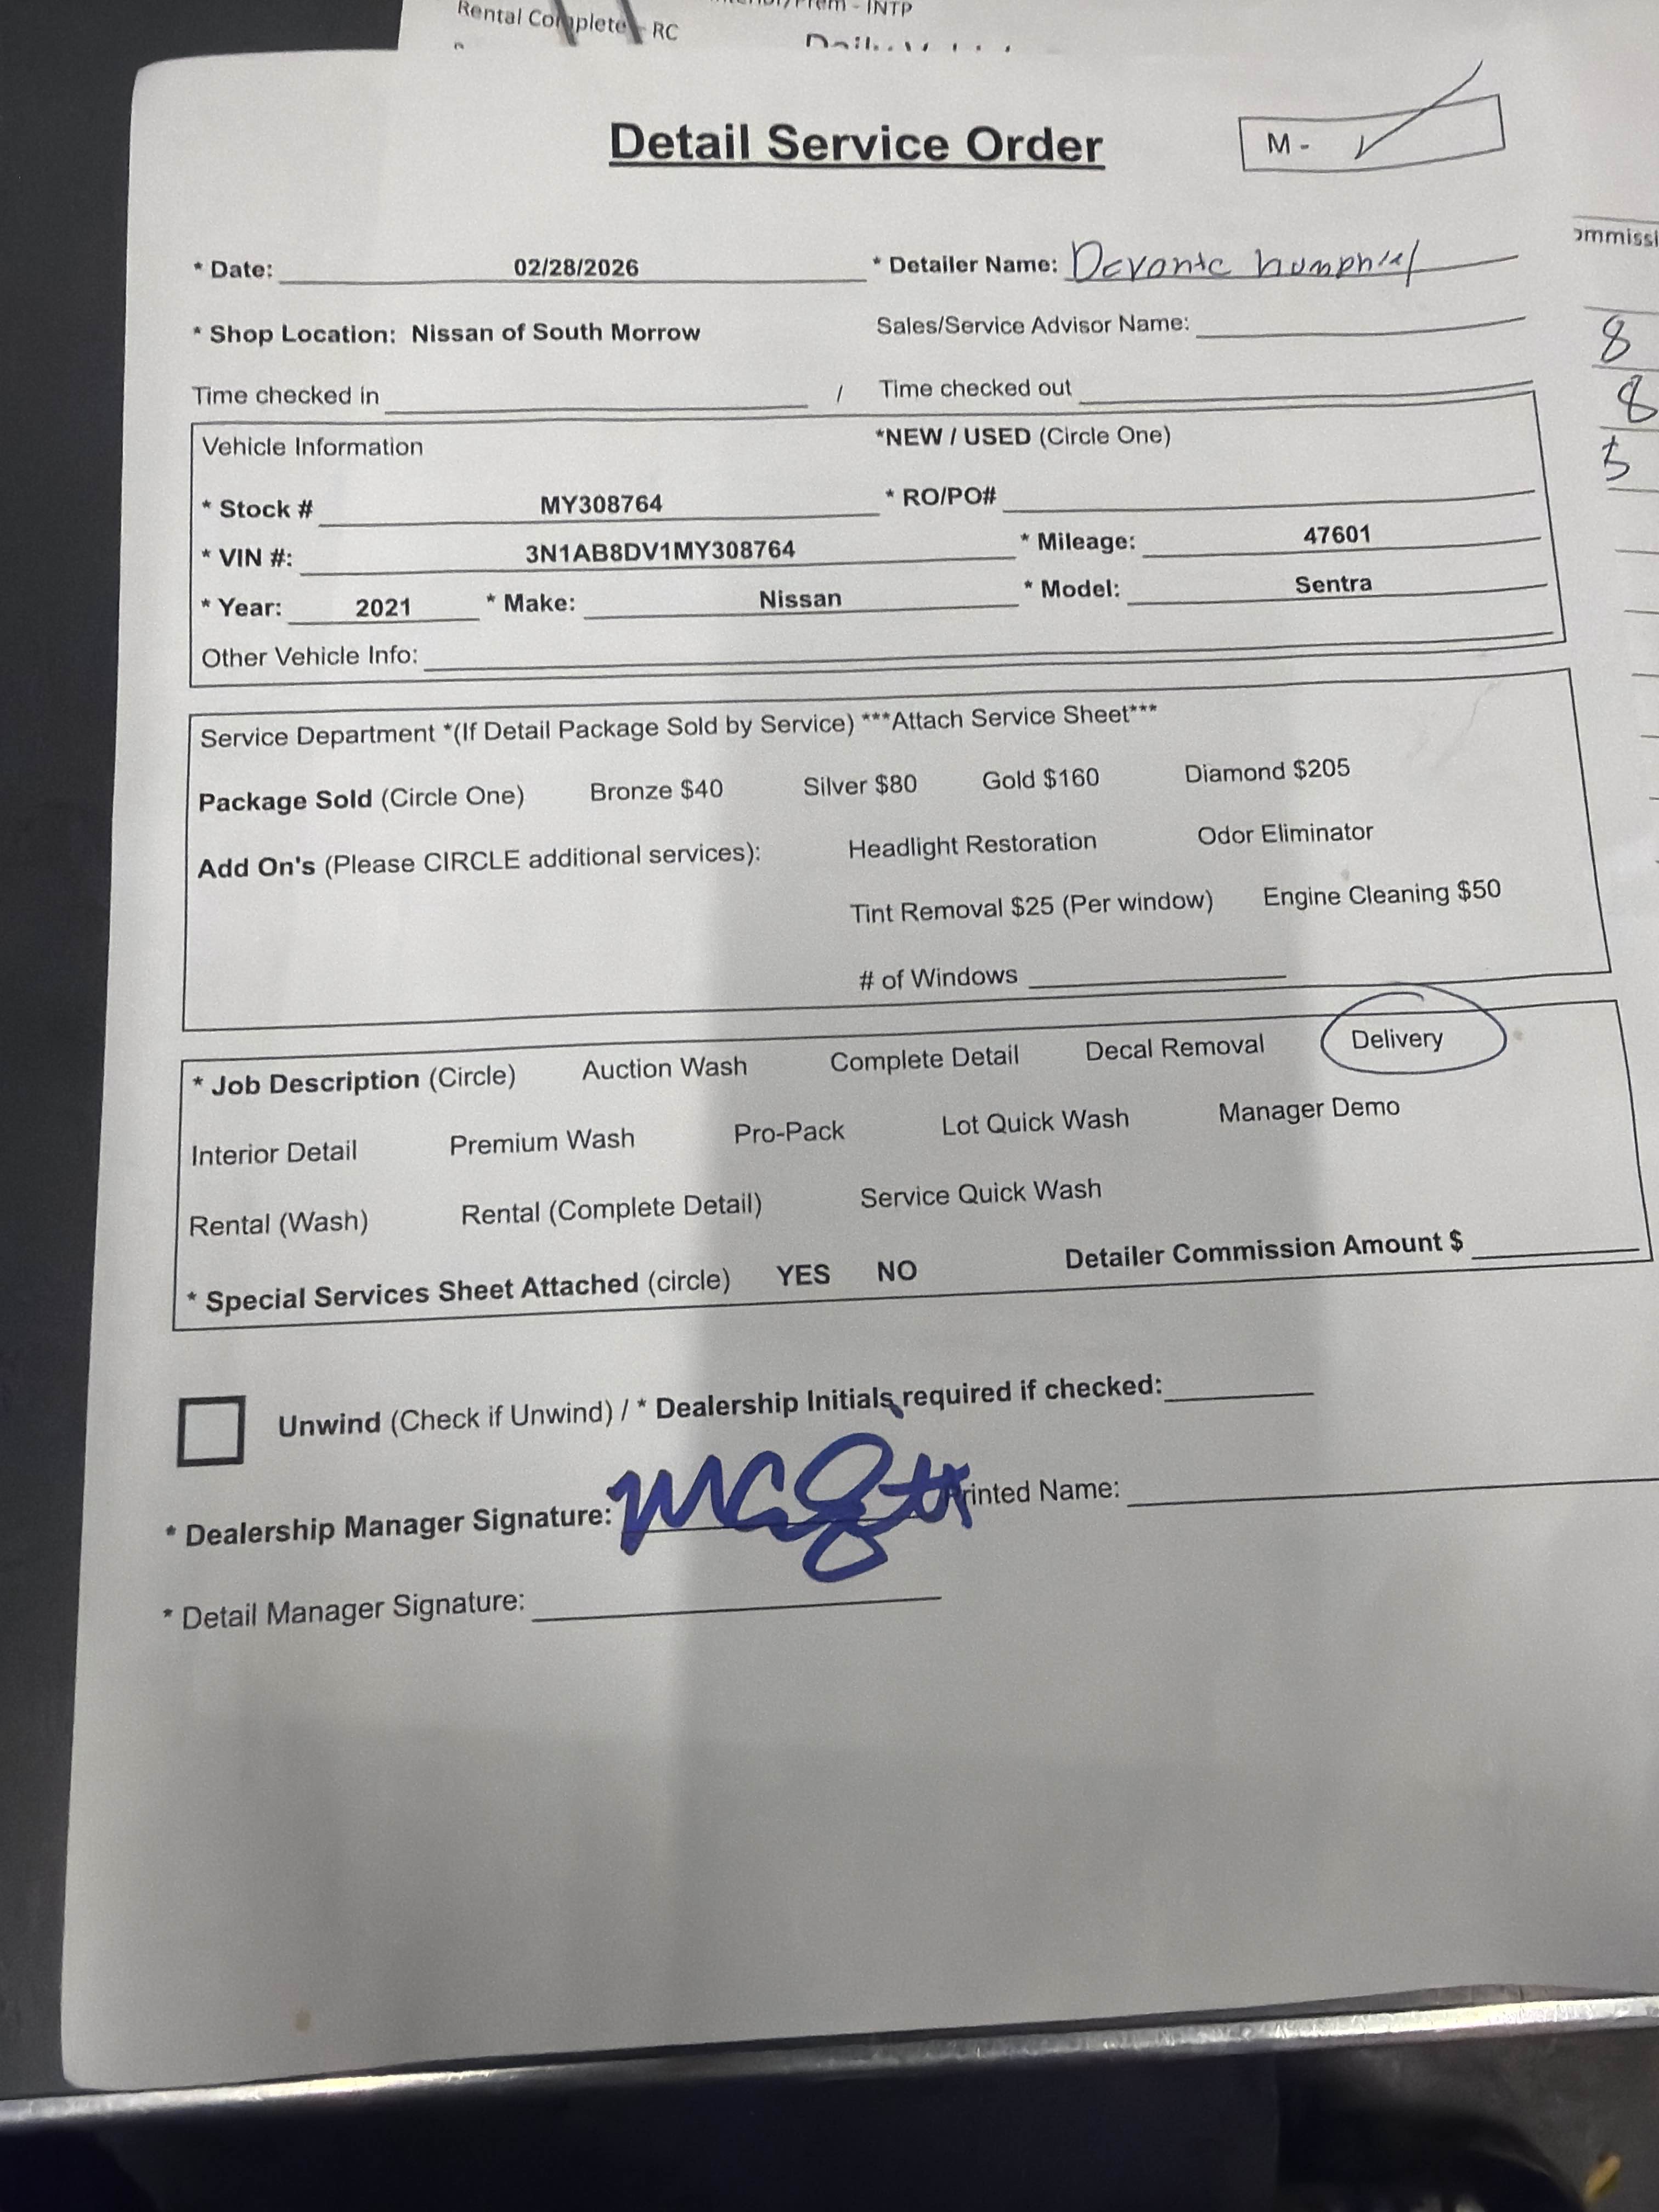 Rental Complete - RC
- INTP
Detail Service Order
M - ✓
* Date: 02/28/2026 * Detailer Name: Devonte humphrey
* Shop Location: Nissan of South Morrow Sales/Service Advisor Name:
Time checked in / Time checked out
Vehicle Information *NEW / USED (Circle One)
* Stock # MY308764 * RO/PO#
* VIN #: 3N1AB8DV1MY308764 * Mileage: 47601
* Year: 2021 * Make: Nissan * Model: Sentra
Other Vehicle Info:
Service Department *(If Detail Package Sold by Service) ***Attach Service Sheet***
Package Sold (Circle One) Bronze $40 Silver $80 Gold $160 Diamond $205
Add On's (Please CIRCLE additional services): Headlight Restoration Odor Eliminator
Tint Removal $25 (Per window) Engine Cleaning $50
# of Windows
* Job Description (Circle) Auction Wash Complete Detail Decal Removal Delivery
Interior Detail Premium Wash Pro-Pack Lot Quick Wash Manager Demo
Rental (Wash) Rental (Complete Detail) Service Quick Wash
* Special Services Sheet Attached (circle) YES NO Detailer Commission Amount $
Unwind (Check if Unwind) / * Dealership Initials required if checked:
* Dealership Manager Signature: Printed Name:
* Detail Manager Signature:
ommissi
8
8
5